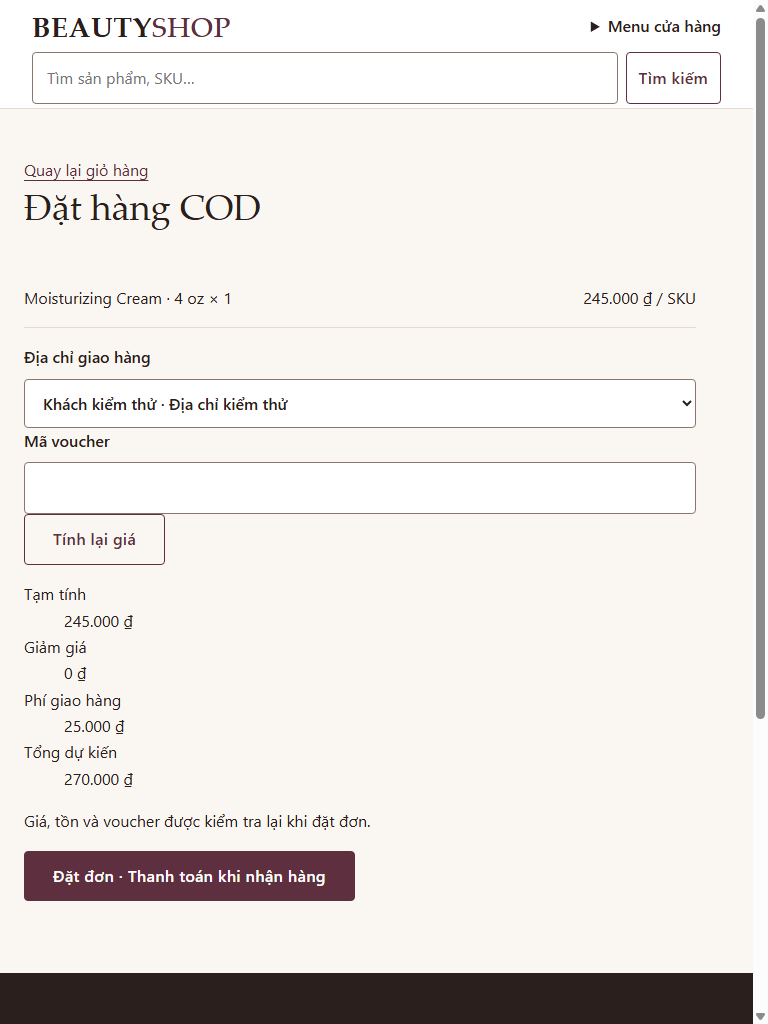 BEAUTYSHOP
▶ Menu cửa hàng
Tìm sản phẩm, SKU...
Tìm kiếm
Quay lại giỏ hàng
Đặt hàng COD
Moisturizing Cream · 4 oz × 1
245.000 ₫ / SKU
Địa chỉ giao hàng
Khách kiểm thử · Địa chỉ kiểm thử
Mã voucher
Tính lại giá
Tạm tính
245.000 ₫
Giảm giá
0 ₫
Phí giao hàng
25.000 ₫
Tổng dự kiến
270.000 ₫
Giá, tồn và voucher được kiểm tra lại khi đặt đơn.
Đặt đơn · Thanh toán khi nhận hàng